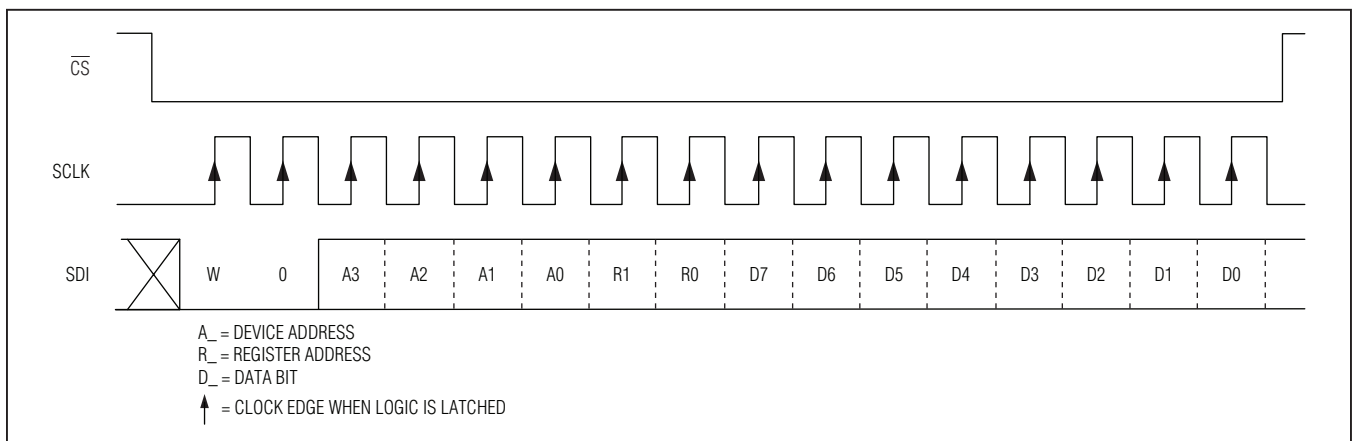 CS
SCLK
SDI W 0 A3 A2 A1 A0 R1 R0 D7 D6 D5 D4 D3 D2 D1 D0
A_ = DEVICE ADDRESS
R_ = REGISTER ADDRESS
D_ = DATA BIT
= CLOCK EDGE WHEN LOGIC IS LATCHED